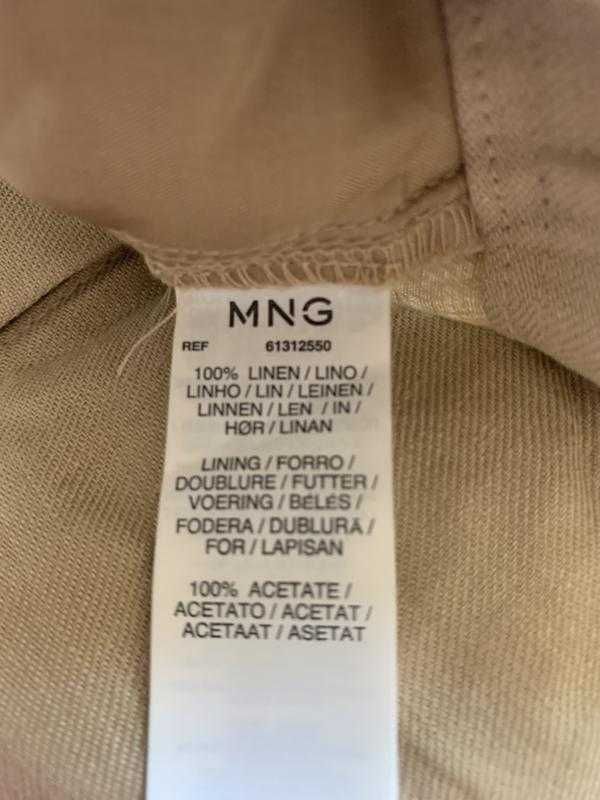 MNG
REF 61312550
100% LINEN / LINO /
LINHO / LIN / LEINEN /
LINNEN / LEN / IN /
HØR / LINAN
LINING / FORRO /
DOUBLURE / FUTTER /
VOERING / BÉLÉS /
FODERA / DUBLURĂ /
FOR / LAPISAN
100% ACETATE /
ACETATO / ACETAT /
ACETAAT / ASETAT